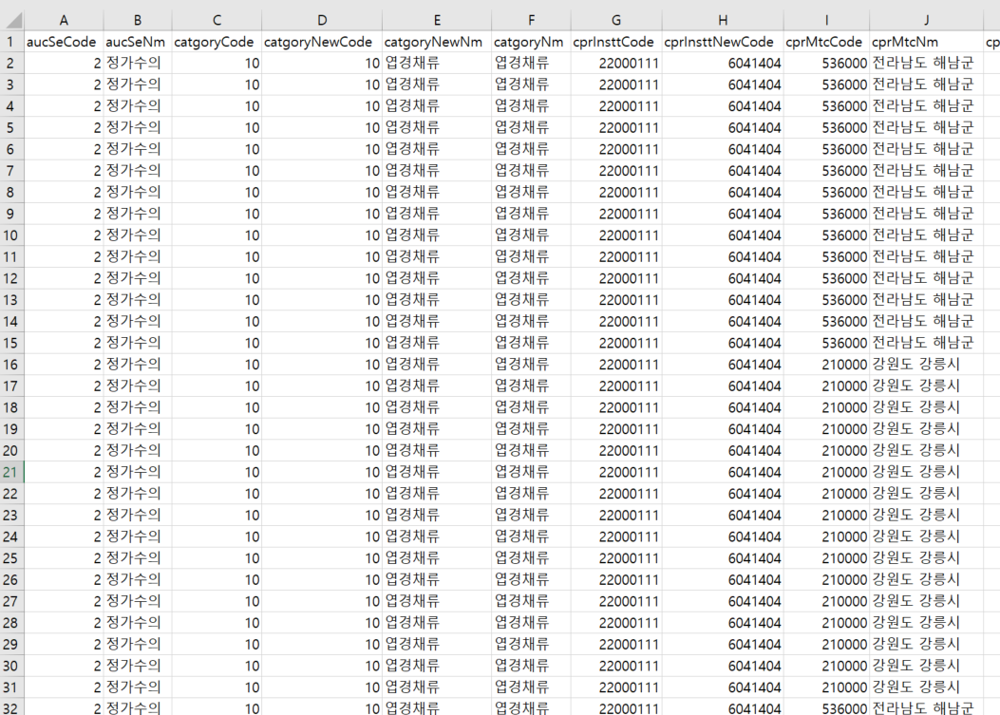 A B C D E F G H I J
1 aucSeCode aucSeNm catgoryCode catgoryNewCode catgoryNewNm catgoryNm cprInsttCode cprInsttNewCode cprMtcCode cprMtcNm cp
2 2 정가수의 10 10 엽경채류 엽경채류 22000111 6041404 536000 전라남도 해남군
3 2 정가수의 10 10 엽경채류 엽경채류 22000111 6041404 536000 전라남도 해남군
4 2 정가수의 10 10 엽경채류 엽경채류 22000111 6041404 536000 전라남도 해남군
5 2 정가수의 10 10 엽경채류 엽경채류 22000111 6041404 536000 전라남도 해남군
6 2 정가수의 10 10 엽경채류 엽경채류 22000111 6041404 536000 전라남도 해남군
7 2 정가수의 10 10 엽경채류 엽경채류 22000111 6041404 536000 전라남도 해남군
8 2 정가수의 10 10 엽경채류 엽경채류 22000111 6041404 536000 전라남도 해남군
9 2 정가수의 10 10 엽경채류 엽경채류 22000111 6041404 536000 전라남도 해남군
10 2 정가수의 10 10 엽경채류 엽경채류 22000111 6041404 536000 전라남도 해남군
11 2 정가수의 10 10 엽경채류 엽경채류 22000111 6041404 536000 전라남도 해남군
12 2 정가수의 10 10 엽경채류 엽경채류 22000111 6041404 536000 전라남도 해남군
13 2 정가수의 10 10 엽경채류 엽경채류 22000111 6041404 536000 전라남도 해남군
14 2 정가수의 10 10 엽경채류 엽경채류 22000111 6041404 536000 전라남도 해남군
15 2 정가수의 10 10 엽경채류 엽경채류 22000111 6041404 536000 전라남도 해남군
16 2 정가수의 10 10 엽경채류 엽경채류 22000111 6041404 210000 강원도 강릉시
17 2 정가수의 10 10 엽경채류 엽경채류 22000111 6041404 210000 강원도 강릉시
18 2 정가수의 10 10 엽경채류 엽경채류 22000111 6041404 210000 강원도 강릉시
19 2 정가수의 10 10 엽경채류 엽경채류 22000111 6041404 210000 강원도 강릉시
20 2 정가수의 10 10 엽경채류 엽경채류 22000111 6041404 210000 강원도 강릉시
21 2 정가수의 10 10 엽경채류 엽경채류 22000111 6041404 210000 강원도 강릉시
22 2 정가수의 10 10 엽경채류 엽경채류 22000111 6041404 210000 강원도 강릉시
23 2 정가수의 10 10 엽경채류 엽경채류 22000111 6041404 210000 강원도 강릉시
24 2 정가수의 10 10 엽경채류 엽경채류 22000111 6041404 210000 강원도 강릉시
25 2 정가수의 10 10 엽경채류 엽경채류 22000111 6041404 210000 강원도 강릉시
26 2 정가수의 10 10 엽경채류 엽경채류 22000111 6041404 210000 강원도 강릉시
27 2 정가수의 10 10 엽경채류 엽경채류 22000111 6041404 210000 강원도 강릉시
28 2 정가수의 10 10 엽경채류 엽경채류 22000111 6041404 210000 강원도 강릉시
29 2 정가수의 10 10 엽경채류 엽경채류 22000111 6041404 210000 강원도 강릉시
30 2 정가수의 10 10 엽경채류 엽경채류 22000111 6041404 210000 강원도 강릉시
31 2 정가수의 10 10 엽경채류 엽경채류 22000111 6041404 210000 강원도 강릉시
32 2 정가수의 10 10 엽경채류 엽경채류 22000111 6041404 536000 전라남도 해남군